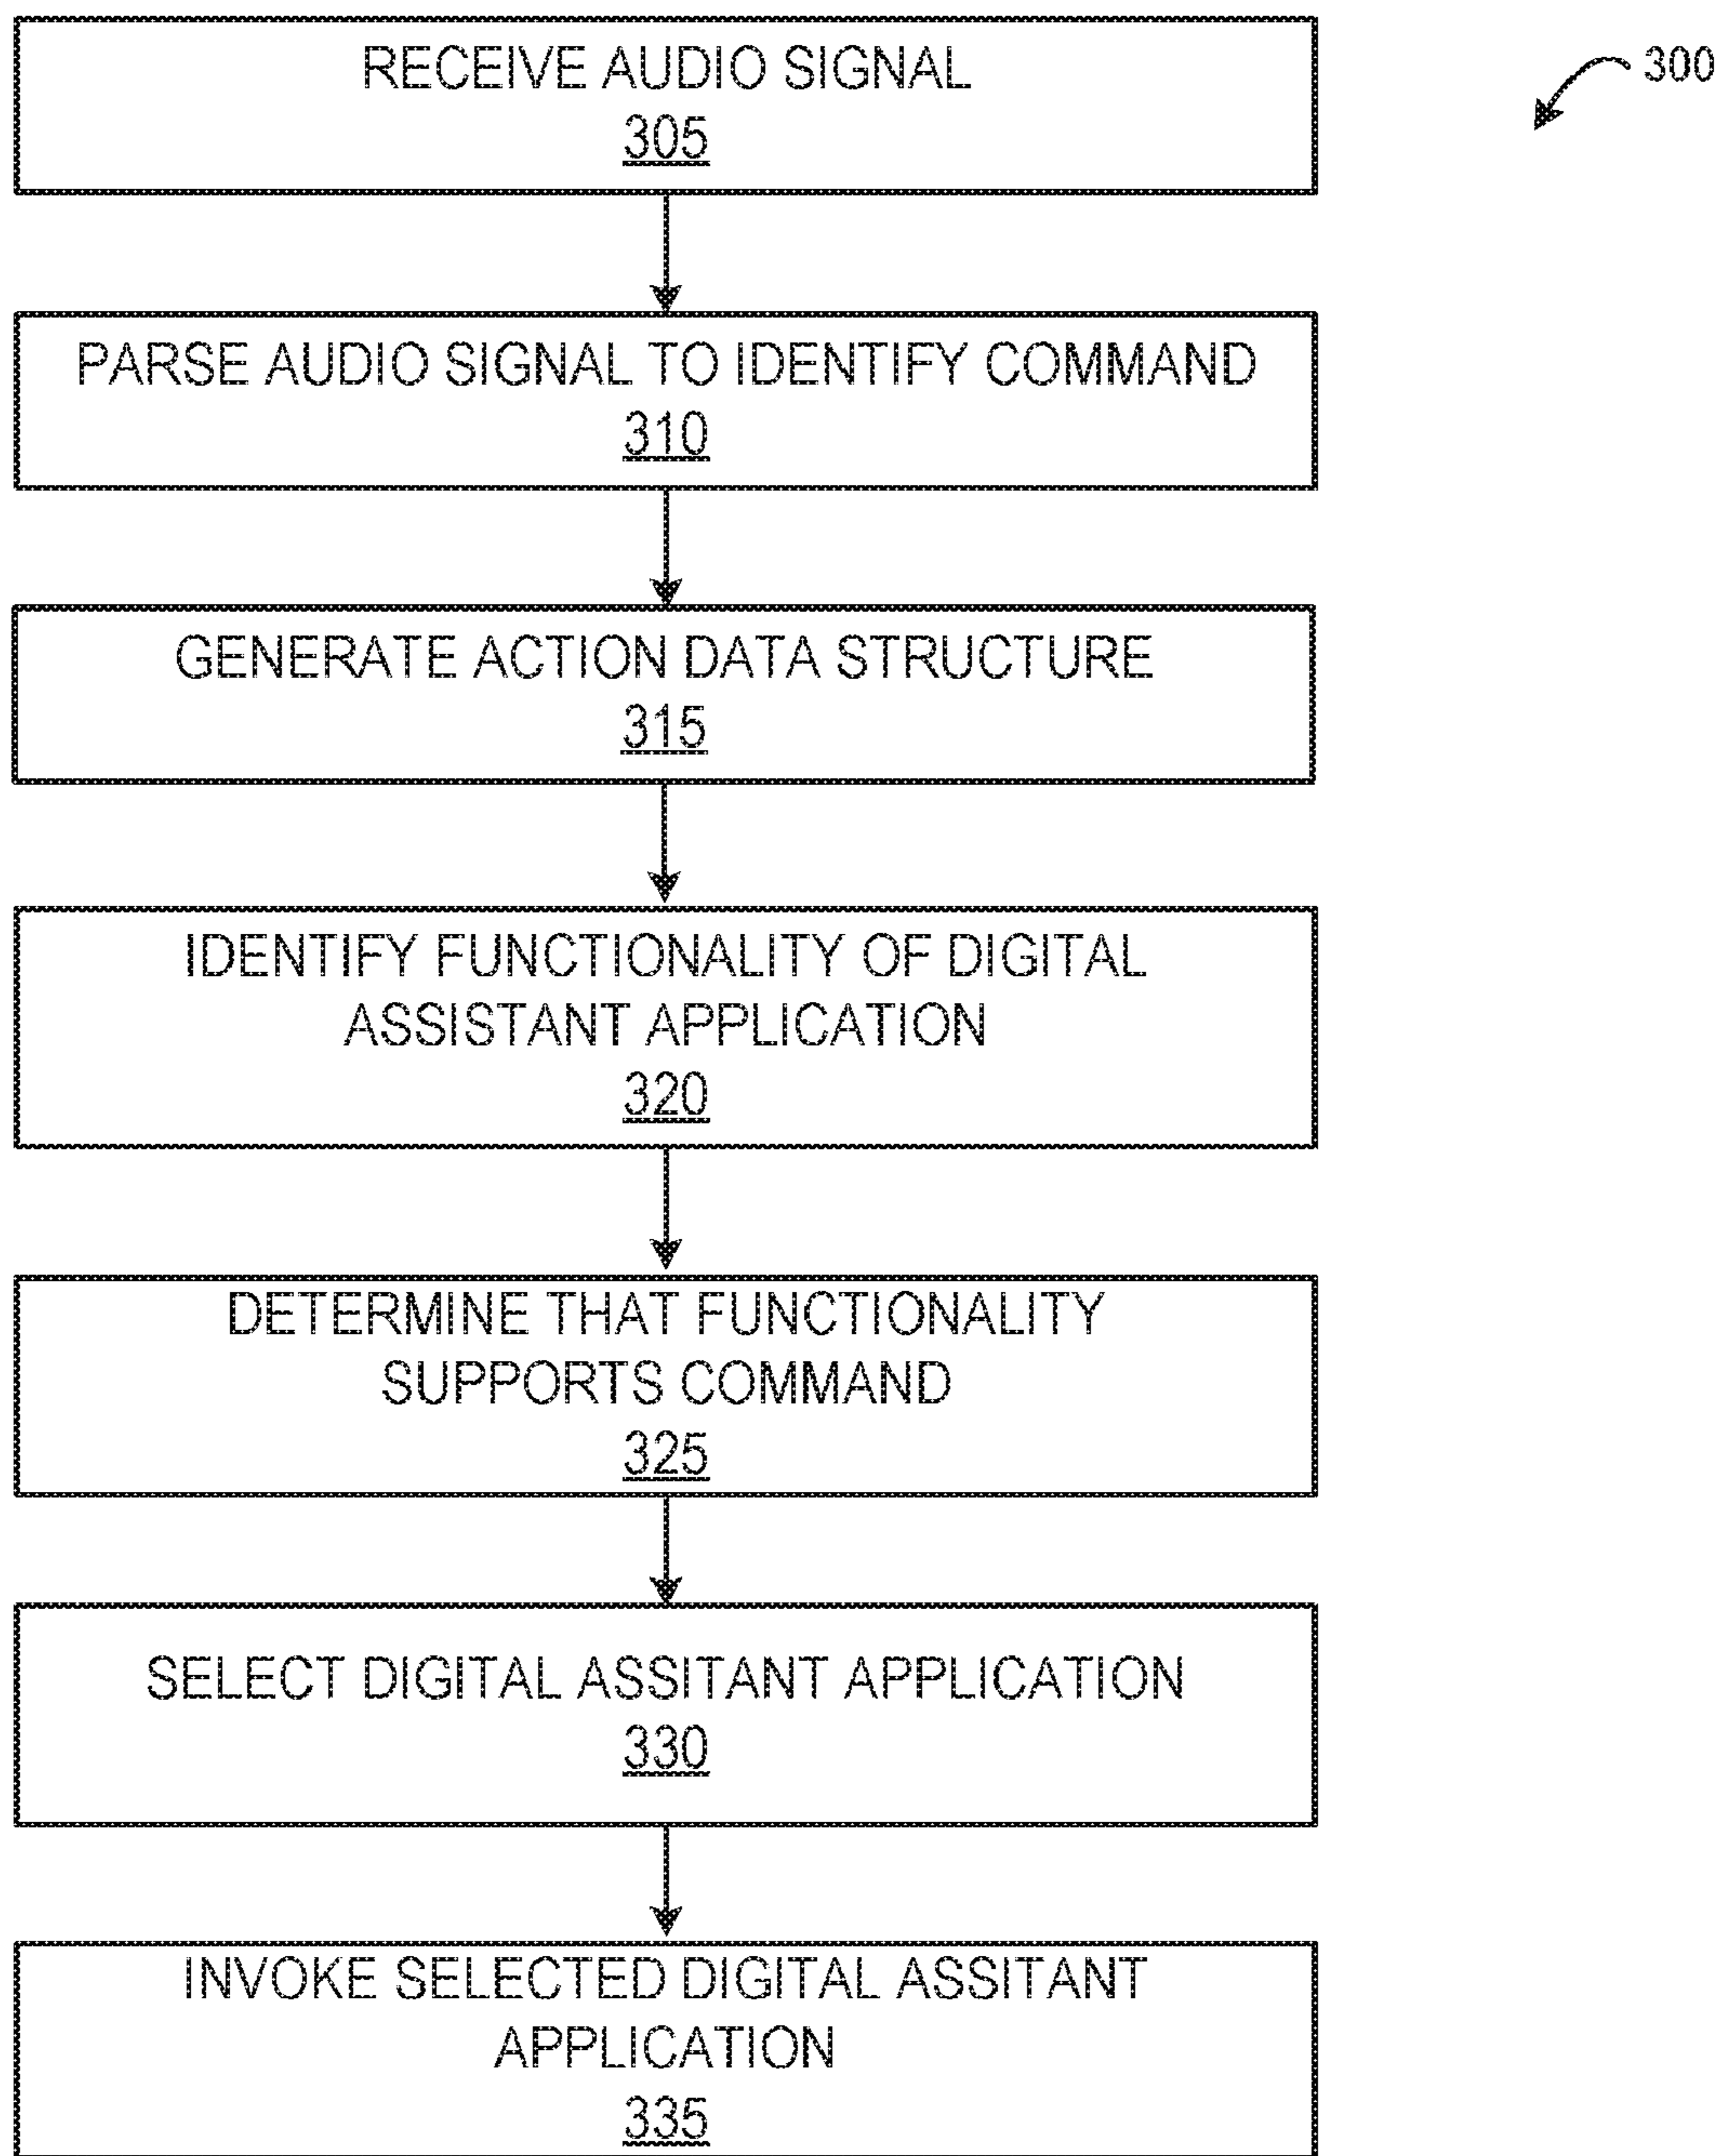 RECEIVE AUDIO SIGNAL
305
300
PARSE AUDIO SIGNAL TO IDENTIFY COMMAND
310
GENERATE ACTION DATA STRUCTURE
315
IDENTIFY FUNCTIONALITY OF DIGITAL
ASSISTANT APPLICATION
320
DETERMINE THAT FUNCTIONALITY
SUPPORTS COMMAND
325
SELECT DIGITAL ASSITANT APPLICATION
330
INVOKE SELECTED DIGITAL ASSITANT
APPLICATION
335